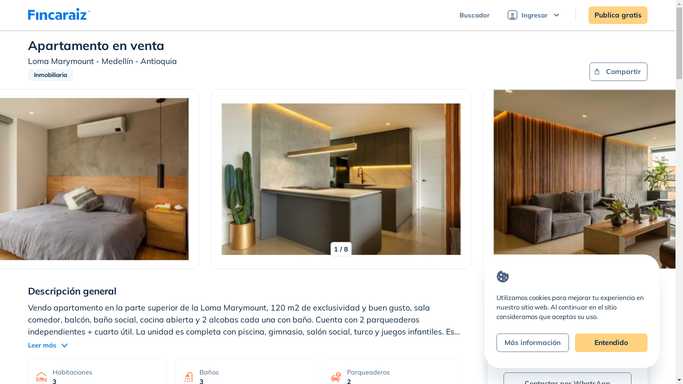 Fincaraiz
Buscador
Ingresar
Publica gratis
Apartamento en venta
Loma Marymount - Medellín - Antioquia
Inmobiliaria
Compartir
1 / 8
Descripción general
Vendo apartamento en la parte superior de la Loma Marymount, 120 m2 de exclusividad y buen gusto, sala
comedor, balcón, baño social, cocina abierta y 2 alcobas cada una con baño. Cuenta con 2 parqueaderos
independientes + cuarto útil. La unidad es completa con piscina, gimnasio, salón social, turco y juegos infantiles. Es...
Leer más
Habitaciones
3
Baños
3
Parqueaderos
2
Utilizamos cookies para mejorar tu experiencia en
nuestro sitio web. Al continuar en el sitio
consideramos que aceptas su uso.
Más información
Entendido
Contactar por WhatsApp